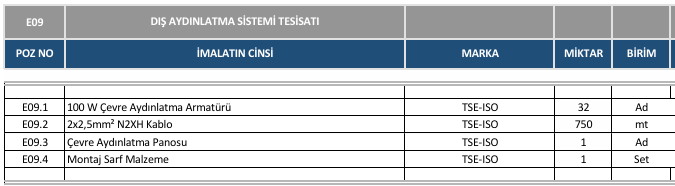 E09 DIŞ AYDINLATMA SİSTEMİ TESİSATI
POZ NO İMALATIN CİNSİ MARKA MİKTAR BİRİM
E09.1 100 W Çevre Aydınlatma Armatürü TSE-ISO 32 Ad
E09.2 2x2,5mm² N2XH Kablo TSE-ISO 750 mt
E09.3 Çevre Aydınlatma Panosu TSE-ISO 1 Ad
E09.4 Montaj Sarf Malzeme TSE-ISO 1 Set